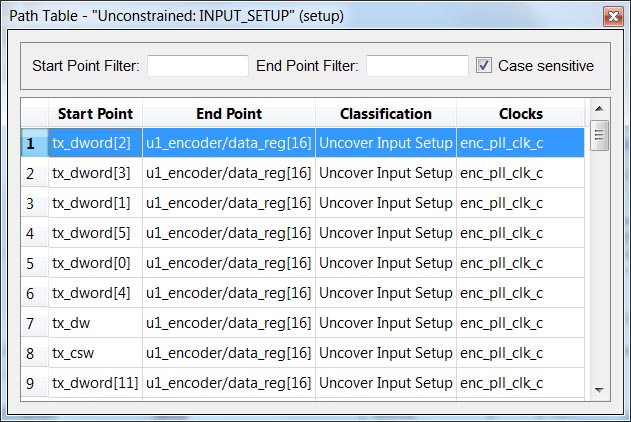 Path Table - "Unconstrained: INPUT_SETUP" (setup)
Start Point Filter: End Point Filter: Case sensitive
Start Point End Point Classification Clocks
1 tx_dword[2] u1_encoder/data_reg[16] Uncover Input Setup enc_pll_clk_c
2 tx_dword[3] u1_encoder/data_reg[16] Uncover Input Setup enc_pll_clk_c
3 tx_dword[1] u1_encoder/data_reg[16] Uncover Input Setup enc_pll_clk_c
4 tx_dword[5] u1_encoder/data_reg[16] Uncover Input Setup enc_pll_clk_c
5 tx_dword[0] u1_encoder/data_reg[16] Uncover Input Setup enc_pll_clk_c
6 tx_dword[4] u1_encoder/data_reg[16] Uncover Input Setup enc_pll_clk_c
7 tx_dw u1_encoder/data_reg[16] Uncover Input Setup enc_pll_clk_c
8 tx_csw u1_encoder/data_reg[16] Uncover Input Setup enc_pll_clk_c
9 tx_dword[11] u1_encoder/data_reg[16] Uncover Input Setup enc_pll_clk_c